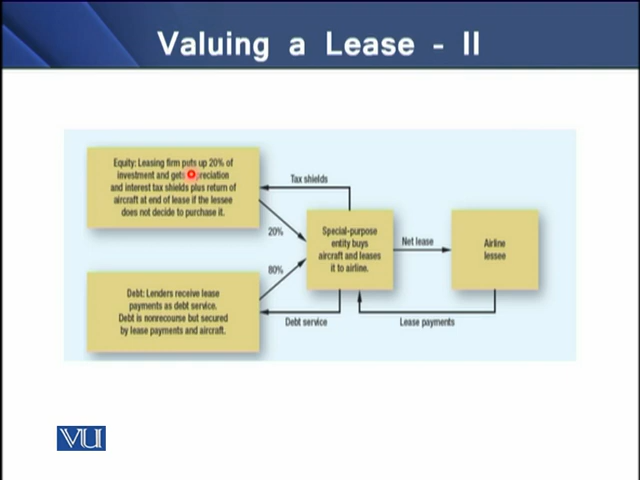 Valuing a Lease - II
Equity: Leasing firm puts up 20% of
investment and gets depreciation
and interest tax shields plus return of
aircraft at end of lease if the lessee
does not decide to purchase it.
Tax shields
20%
Special-purpose
entity buys
aircraft and leases
it to airline.
Net lease
Airline
lessee
80%
Debt: Lenders receive lease
payments as debt service.
Debt is nonrecourse but secured
by lease payments and aircraft.
Debt service
Lease payments
VU